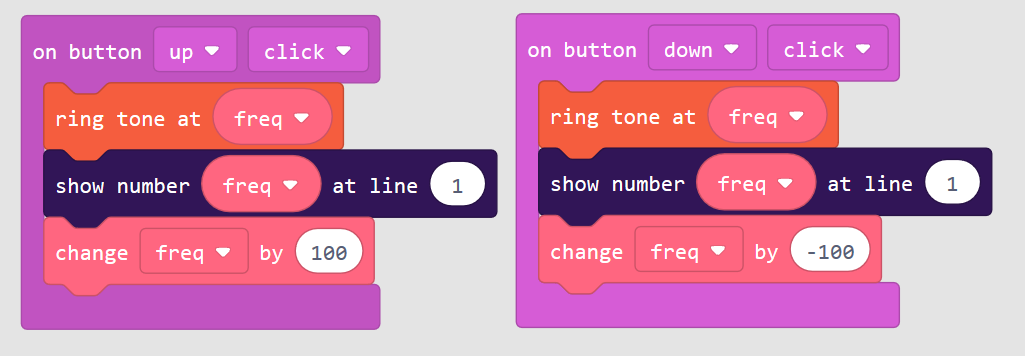 on button up click
ring tone at freq
show number freq at line 1
change freq by 100
on button down click
ring tone at freq
show number freq at line 1
change freq by -100